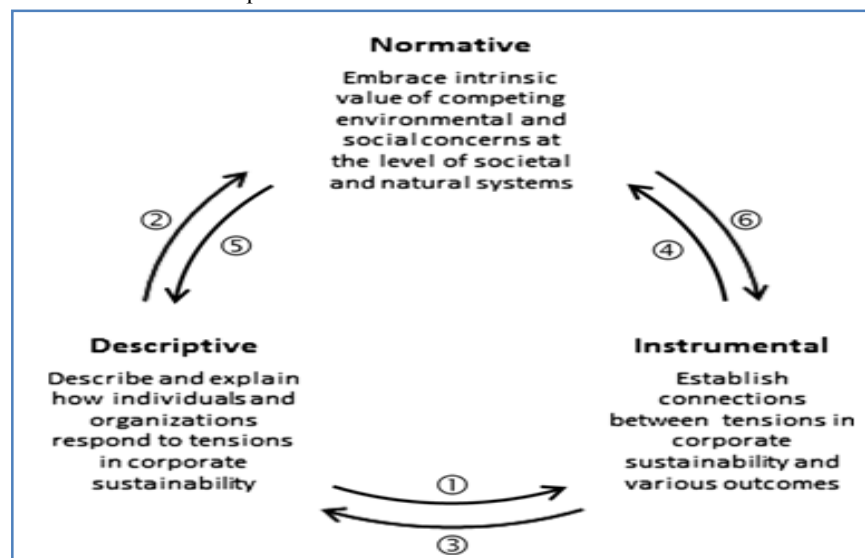 Normative
Embrace intrinsic
value of competing
environmental and
social concerns at
the level of societal
and natural systems
②
⑤
⑥
④
Descriptive
Describe and explain
how individuals and
organizations
respond to tensions
in corporate
sustainability
Instrumental
Establish
connections
between tensions in
corporate
sustainability and
various outcomes
①
③